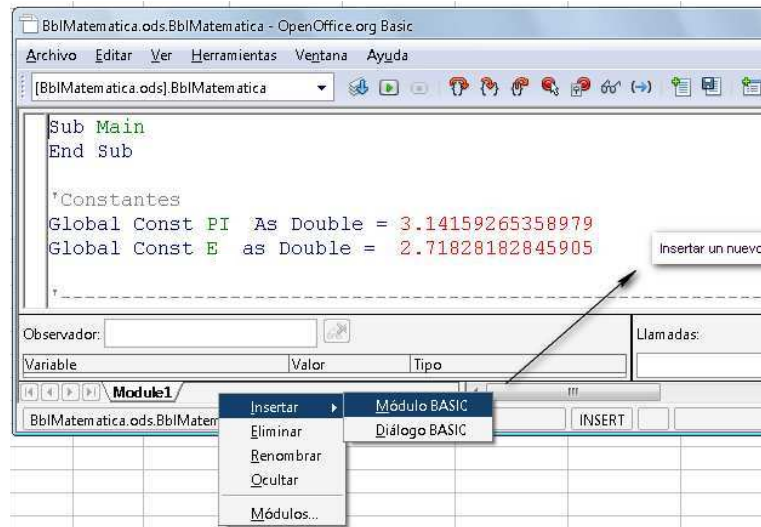 BblMatematica.ods.BblMatematica - OpenOffice.org Basic
Archivo Editar Ver Herramientas Ventana Ayuda
[BblMatematica.ods].BblMatematica
Sub Main
End Sub
'Constantes
Global Const PI As Double = 3.14159265358979
Global Const E as Double = 2.71828182845905
Insertar un nuevo
'------------------------------------------------------------
Observador:
Llamadas:
Variable Valor Tipo
Module1
Insertar Módulo BASIC
BblMatematica.ods.BblMatem
Diálogo BASIC
INSERT
Eliminar
Renombrar
Ocultar
Módulos...